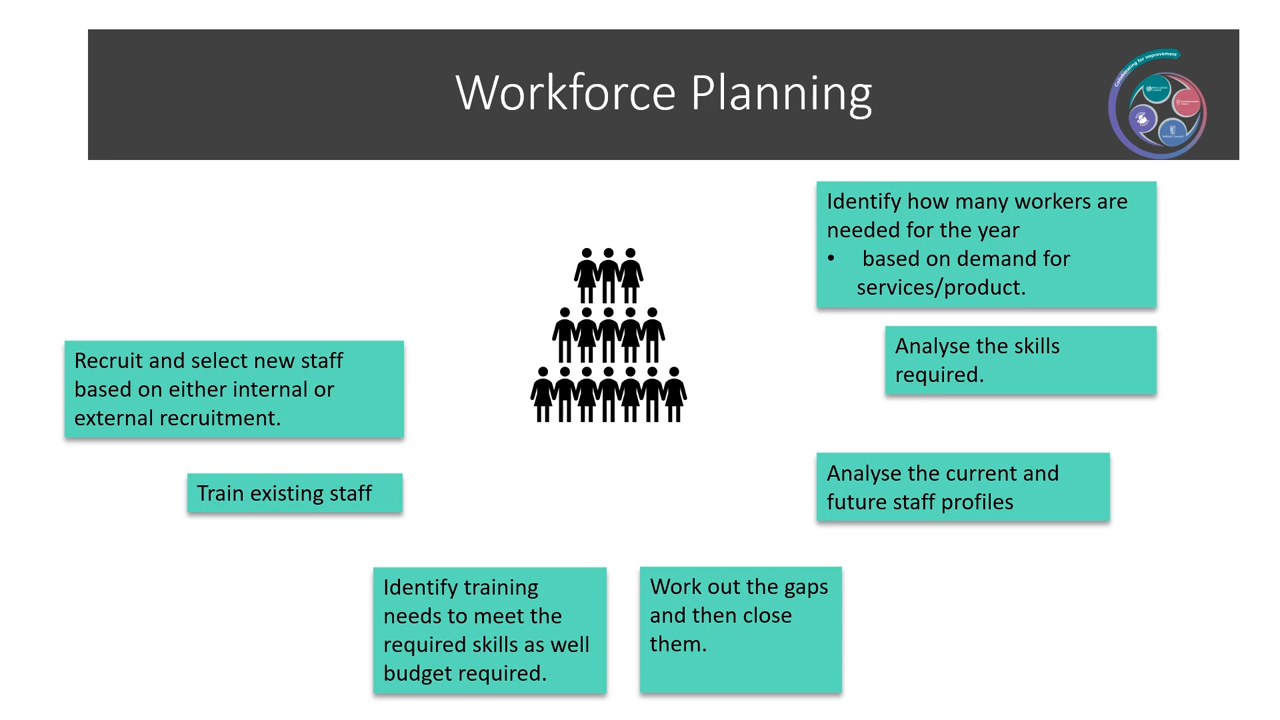 Workforce Planning
Collaborating for Improvement
Identify how many workers are
needed for the year
• based on demand for
services/product.
Analyse the skills
required.
Analyse the current and
future staff profiles
Work out the gaps
and then close
them.
Identify training
needs to meet the
required skills as well
budget required.
Train existing staff
Recruit and select new staff
based on either internal or
external recruitment.